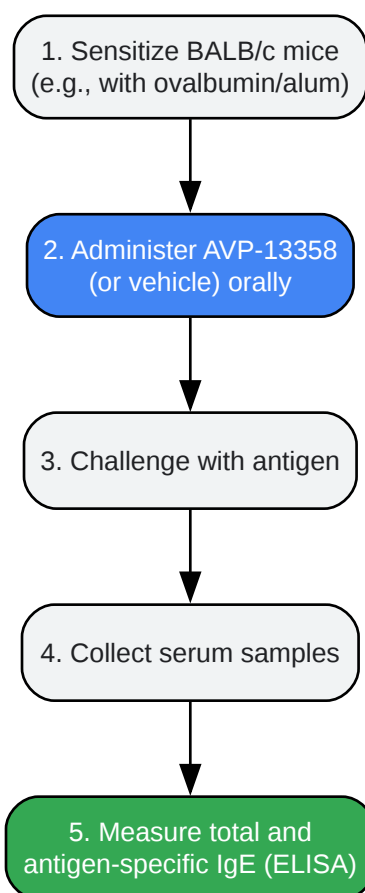 1. Sensitize BALB/c mice
(e.g., with ovalbumin/alum)
2. Administer AVP-13358
(or vehicle) orally
3. Challenge with antigen
4. Collect serum samples
5. Measure total and
antigen-specific IgE (ELISA)